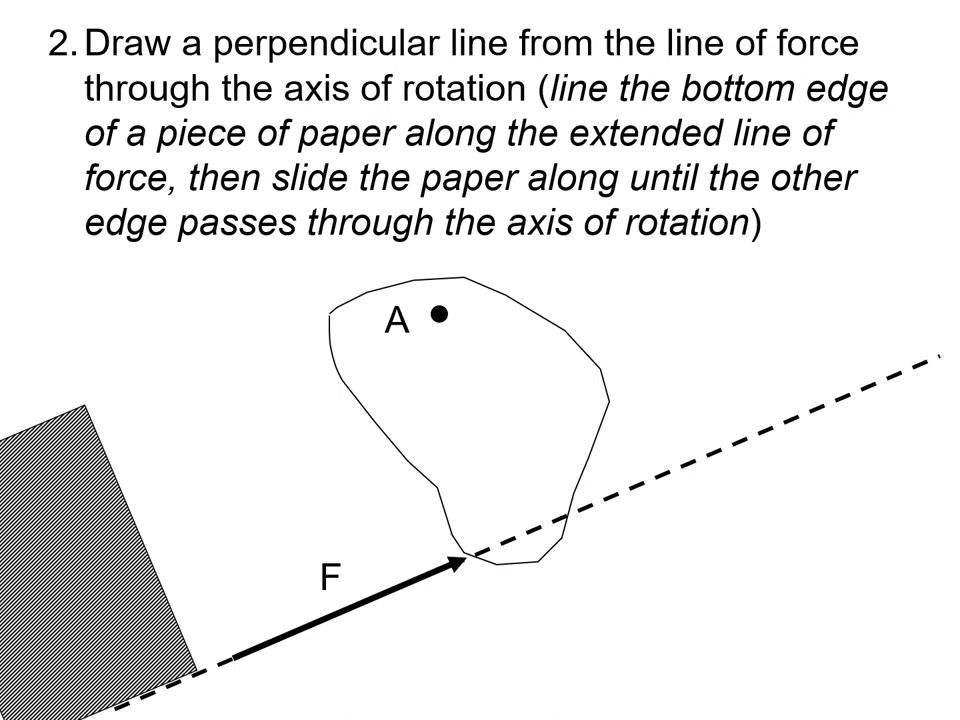 2. Draw a perpendicular line from the line of force
through the axis of rotation (line the bottom edge
of a piece of paper along the extended line of
force, then slide the paper along until the other
edge passes through the axis of rotation)
A
F